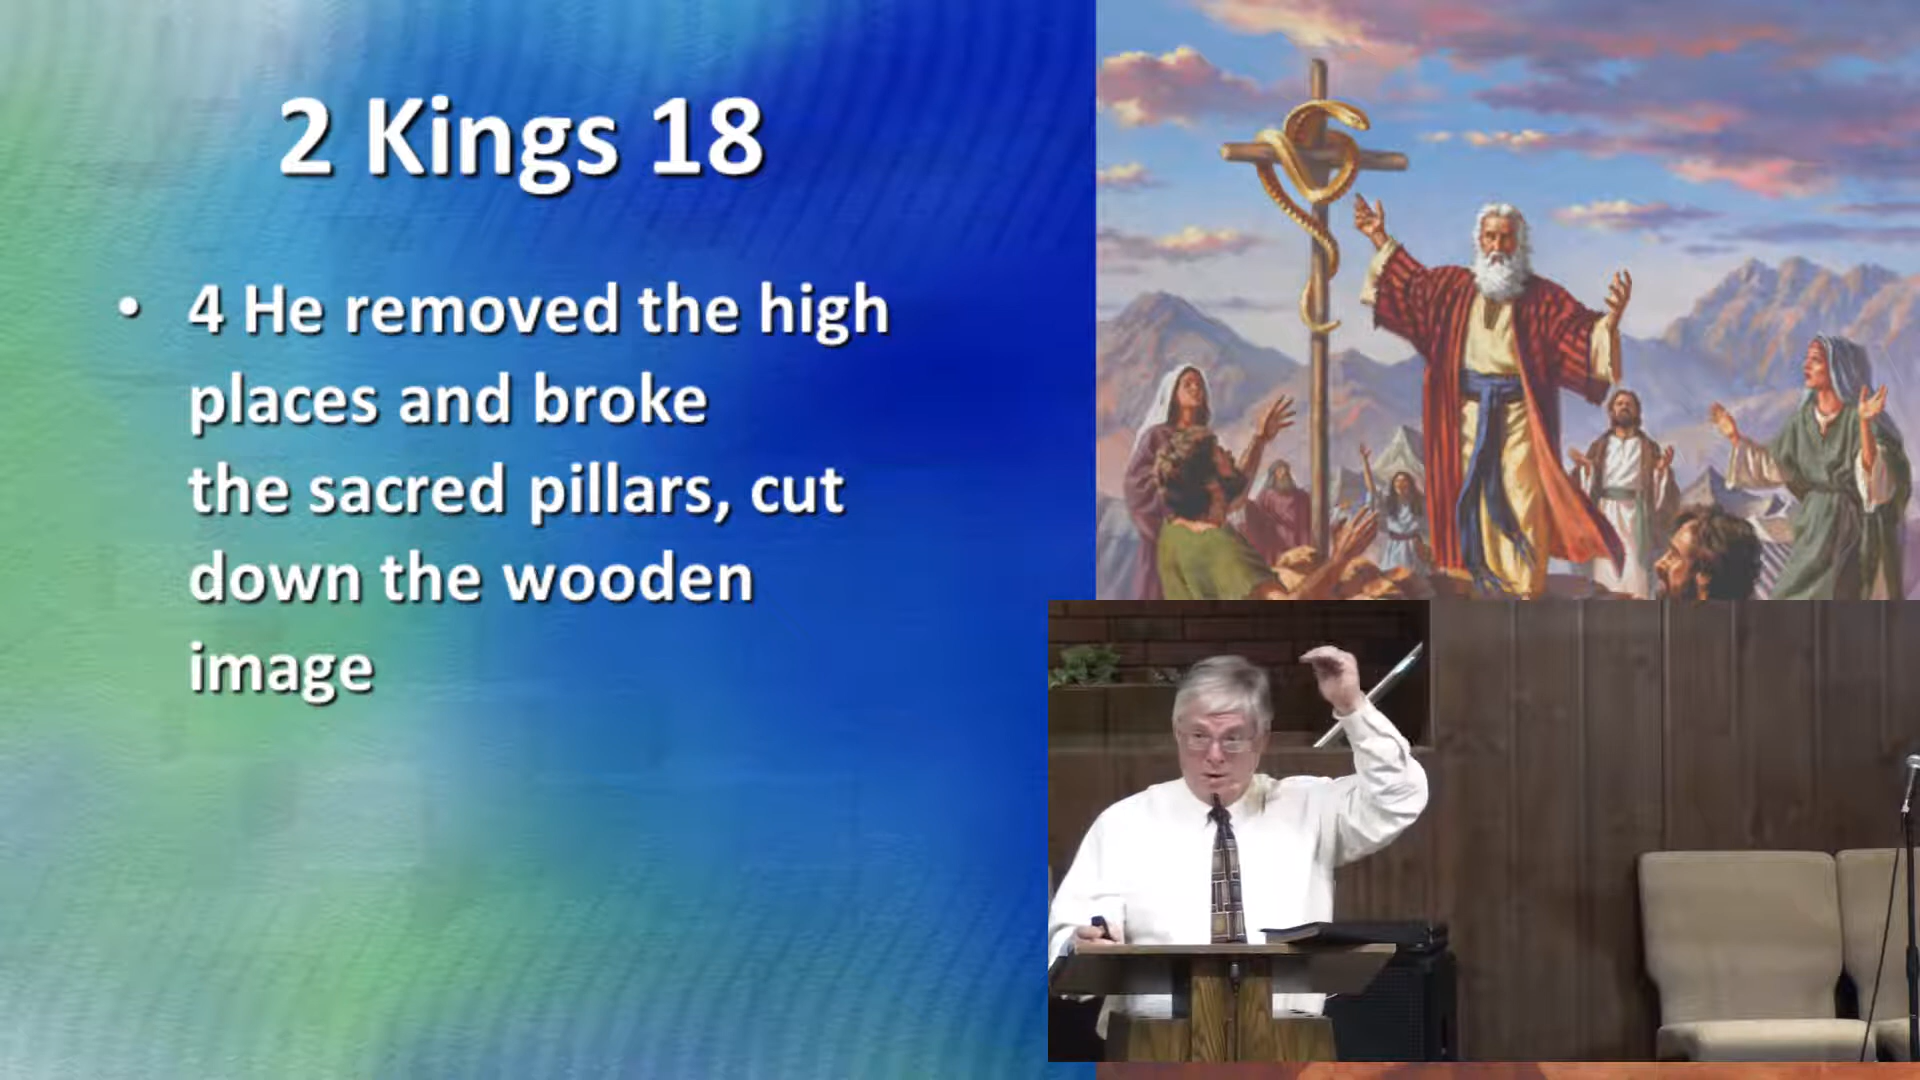 2 Kings 18
• 4 He removed the high
places and broke
the sacred pillars, cut
down the wooden
image